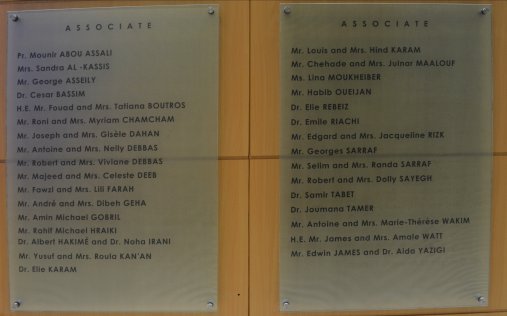 ASSOCIATE
Pr. Mounir ABOU ASSALI
Mrs. Sandra AL -KASSIS
Mr. George ASSEILY
Dr. Cesar BASSIM
H.E. Mr. Fouad and Mrs. Tatiana BOUTROS
Mr. Roni and Mrs. Myriam CHAMCHAM
Mr. Joseph and Mrs. Gisèle DAHAN
Mr. Antoine and Mrs. Nelly DEBBAS
Mr. Robert and Mrs. Viviane DEBBAS
Mr. Majeed and Mrs. Celeste DEEB
Mr. Fawzi and Mrs. Lili FARAH
Mr. André and Mrs. Dibeh GEHA
Mr. Amin Michael GOBRIL
Mr. Rahif Michael HRAIKI
Dr. Albert HAKIMÉ and Dr. Noha IRANI
Mr. Yusuf and Mrs. Roula KAN'AN
Dr. Elie KARAM
ASSOCIATE
Mr. Louis and Mrs. Hind KARAM
Mr. Chehade and Mrs. Julnar MAALOUF
Ms. Lina MOUKHEIBER
Mr. Habib OUEIJAN
Dr. Elie REBEIZ
Dr. Emile RIACHI
Mr. Edgard and Mrs. Jacqueline RIZK
Mr. Georges SARRAF
Mr. Selim and Mrs. Randa SARRAF
Mr. Robert and Mrs. Dolly SAYEGH
Dr. Samir TABET
Dr. Joumana TAMER
Mr. Antoine and Mrs. Marie-Thérèse WAKIM
H.E. Mr. James and Mrs. Amale WATT
Mr. Edwin JAMES and Dr. Aida YAZIGI